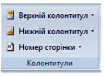 Верхній колонтитул
Нижній колонтитул
Номер сторінки
Колонтитули